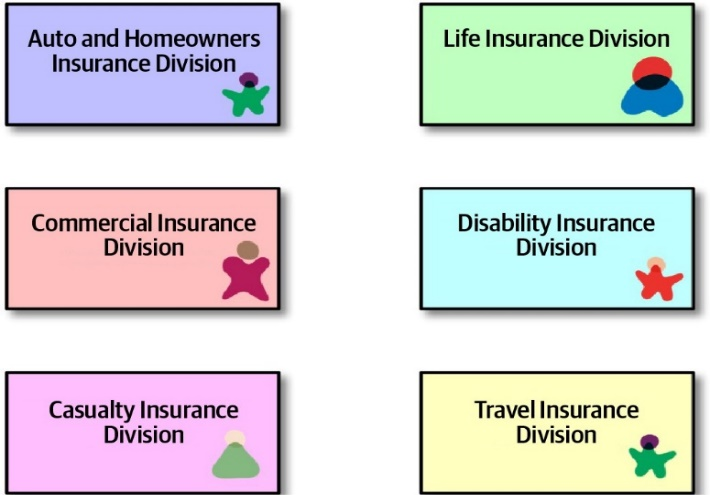 Auto and Homeowners
Insurance Division
Life Insurance Division
Commercial Insurance
Division
Disability Insurance
Division
Casualty Insurance
Division
Travel Insurance
Division